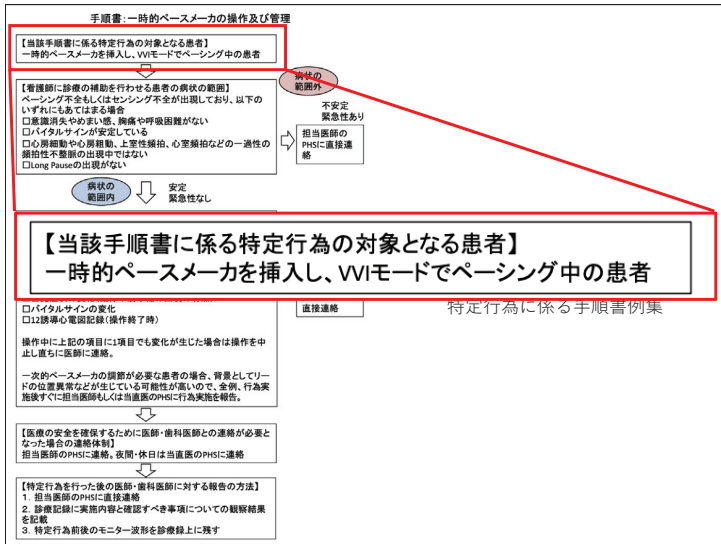 手順書：一時的ペースメーカの操作及び管理
【当該手順書に係る特定行為の対象となる患者】
一時的ペースメーカを挿入し、VVIモードでペーシング中の患者
【看護師に診療の補助を行わせる患者の病状の範囲】
ペーシング不全もしくはセンシング不全が出現しており、以下の
いずれにもあてはまる場合
□意識消失やめまい感、胸痛や呼吸困難がない
□バイタルサインが安定している
□心房細動や心房粗動、上室性頻拍、心室頻拍などの一過性の
頻拍性不整脈の出現中ではない
□Long Pauseの出現がない
病状の
範囲外
不安定
緊急性あり
担当医師の
PHSに直接連
絡
病状の
範囲内
安定
緊急性なし
【当該手順書に係る特定行為の対象となる患者】
一時的ペースメーカを挿入し、VVIモードでペーシング中の患者
特定行為に係る手順書例集
□バイタルサインの変化
□12誘導心電図記録（操作終了時）
直接連絡
操作中に上記の項目に1項目でも変化が生じた場合は操作を中
止し直ちに医師に連絡。
一次的ペースメーカの調節が必要な患者の場合、背景としてリー
ドの位置異常などが生じている可能性が高いので、全例、行為実
施後すぐに担当医師もしくは当直医のPHSに行為実施を報告。
【医療の安全を確保するために医師・歯科医師との連絡が必要と
なった場合の連絡体制】
担当医師のPHSに連絡。夜間・休日は当直医のPHSに連絡
【特定行為を行った後の医師・歯科医師に対する報告の方法】
1．担当医師のPHSに直接連絡
2．診療記録に実施内容と確認すべき事項についての観察結果
を記載
3．特定行為前後のモニター波形を診療録上に残す